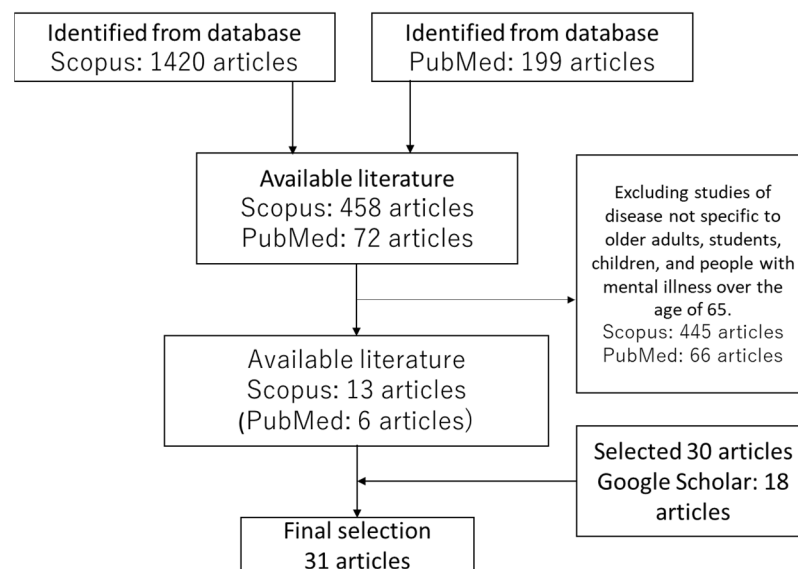 Identified from database
Scopus: 1420 articles
Identified from database
PubMed: 199 articles
Available literature
Scopus: 458 articles
PubMed: 72 articles
Excluding studies of
disease not specific to
older adults, students,
children, and people with
mental illness over the
age of 65.
Scopus: 445 articles
PubMed: 66 articles
Available literature
Scopus: 13 articles
(PubMed: 6 articles)
Selected 30 articles
Google Scholar: 18
articles
Final selection
31 articles